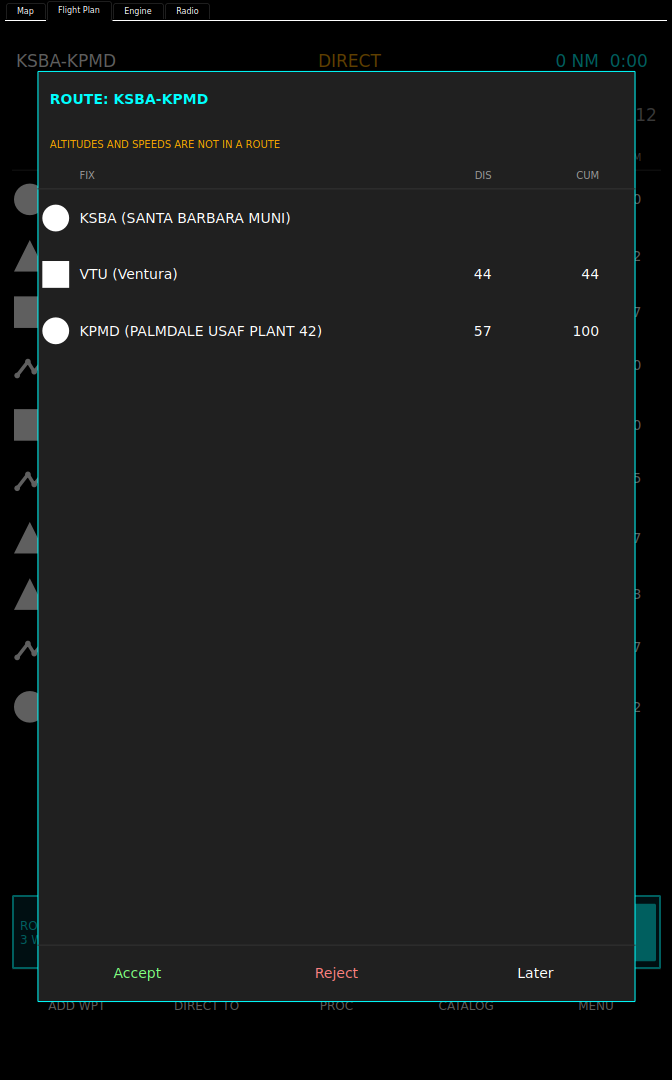 Map Flight Plan Engine Radio
KSBA-KPMD DIRECT 0 NM 0:00
ROUTE: KSBA-KPMD
12
ALTITUDES AND SPEEDS ARE NOT IN A ROUTE
FIX DIS CUM
KSBA (SANTA BARBARA MUNI)
VTU (Ventura) 44 44
KPMD (PALMDALE USAF PLANT 42) 57 100
Accept Reject Later
ADD WPT DIRECT TO PROC CATALOG MENU